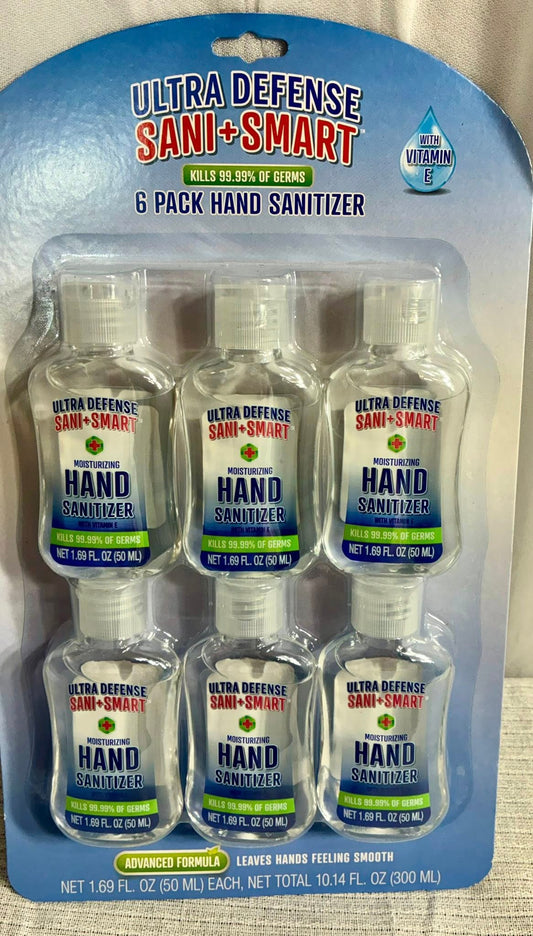 ULTRA DEFENSE
SANI+SMART™
KILLS 99.99% OF GERMS
6 PACK HAND SANITIZER
WITH
VITAMIN
E
ULTRA DEFENSE
SANI+SMART
MOISTURIZING
HAND
SANITIZER
WITH VITAMIN E
KILLS 99.99% OF GERMS
NET 1.69 FL. OZ (50 ML)
ULTRA DEFENSE
SANI+SMART
MOISTURIZING
HAND
SANITIZER
WITH VITAMIN E
KILLS 99.99% OF GERMS
NET 1.69 FL. OZ (50 ML)
ULTRA DEFENSE
SANI+SMART
MOISTURIZING
HAND
SANITIZER
WITH VITAMIN E
KILLS 99.99% OF GERMS
NET 1.69 FL. OZ (50 ML)
ULTRA DEFENSE
SANI+SMART
MOISTURIZING
HAND
SANITIZER
KILLS 99.99% OF GERMS
NET 1.69 FL. OZ (50 ML)
ULTRA DEFENSE
SANI+SMART
MOISTURIZING
HAND
SANITIZER
KILLS 99.99% OF GERMS
NET 1.69 FL. OZ (50 ML)
ULTRA DEFENSE
SANI+SMART
MOISTURIZING
HAND
SANITIZER
KILLS 99.99% OF GERMS
NET 1.69 FL. OZ (50 ML)
ADVANCED FORMULA LEAVES HANDS FEELING SMOOTH
NET 1.69 FL. OZ (50 ML) EACH, NET TOTAL 10.14 FL. OZ (300 ML)